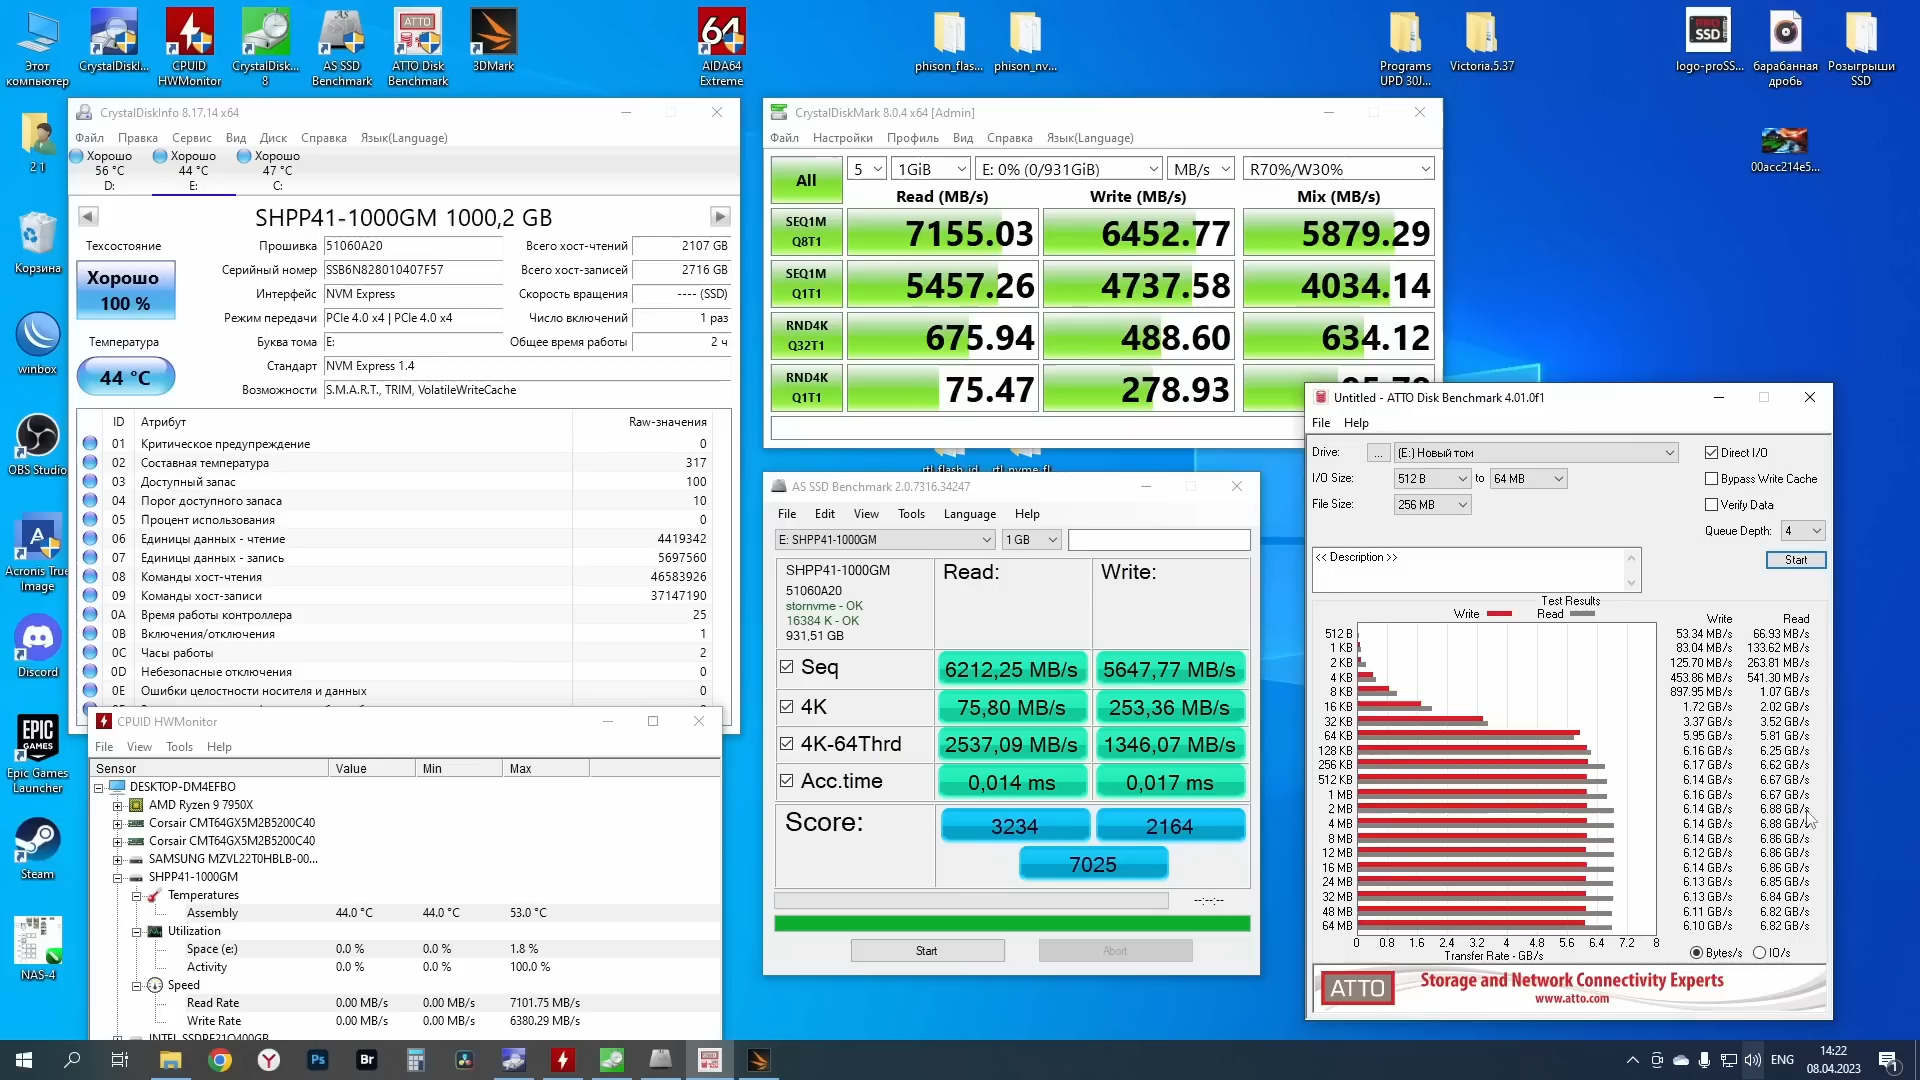 Этот компьютер
CrystalDiskI...
CPUID HWMonitor
CrystalDisk... 8
AS SSD Benchmark
ATTO Disk Benchmark
3DMark
64
AIDA64 Extreme
phison_flas...
phison_nv...
Programs UPD 30J...
Victoria.5.37
PRO SSD
logo-proSS...
барабанная дробь
Розыгрыши SSD
00acc214e5...
2 1
Корзина
winbox
OBS Studio
Acronis True Image
Discord
EPIC GAMES
Epic Games Launcher
Steam
NAS-4
CrystalDiskInfo 8.17.14 x64
Файл Правка Сервис Вид Диск Справка Язык(Language)
Хорошо Хорошо Хорошо
56 °C 44 °C 47 °C
D: E: C:
SHPP41-1000GM 1000,2 GB
Техсостояние
Хорошо
100 %
Температура
44 °C
Прошивка 51060A20 Всего хост-чтений 2107 GB
Серийный номер SSB6N828010407F57 Всего хост-записей 2716 GB
Интерфейс NVM Express Скорость вращения ---- (SSD)
Режим передачи PCIe 4.0 x4 | PCIe 4.0 x4 Число включений 1 раз
Буква тома E: Общее время работы 2 ч
Стандарт NVM Express 1.4
Возможности S.M.A.R.T., TRIM, VolatileWriteCache
ID Атрибут Raw-значения
01 Критическое предупреждение 0
02 Составная температура 317
03 Доступный запас 100
04 Порог доступного запаса 10
05 Процент использования 0
06 Единицы данных - чтение 4419342
07 Единицы данных - запись 5697560
08 Команды хост-чтения 46583926
09 Команды хост-записи 37147190
0A Время работы контроллера 25
0B Включения/отключения 1
0C Часы работы 2
0D Небезопасные отключения 0
0E Ошибки целостности носителя и данных 0
CPUID HWMonitor
File View Tools Help
Sensor Value Min Max
DESKTOP-DM4EFBO
AMD Ryzen 9 7950X
Corsair CMT64GX5M2B5200C40
Corsair CMT64GX5M2B5200C40
SAMSUNG MZVL22T0HBLB-00...
SHPP41-1000GM
Temperatures
Assembly 44.0 °C 44.0 °C 53.0 °C
Utilization
Space (e:) 0.0 % 0.0 % 1.8 %
Activity 0.0 % 0.0 % 100.0 %
Speed
Read Rate 0.00 MB/s 0.00 MB/s 7101.75 MB/s
Write Rate 0.00 MB/s 0.00 MB/s 6380.29 MB/s
CrystalDiskMark 8.0.4 x64 [Admin]
Файл Настройки Профиль Вид Справка Язык(Language)
All 5 1GiB E: 0% (0/931GiB) MB/s R70%/W30%
Read (MB/s) Write (MB/s) Mix (MB/s)
SEQ1M Q8T1 7155.03 6452.77 5879.29
SEQ1M Q1T1 5457.26 4737.58 4034.14
RND4K Q32T1 675.94 488.60 634.12
RND4K Q1T1 75.47 278.93
AS SSD Benchmark 2.0.7316.34247
File Edit View Tools Language Help
E: SHPP41-1000GM 1 GB
SHPP41-1000GM Read: Write:
51060A20
stornvme - OK
16384 K - OK
931,51 GB
Seq 6212,25 MB/s 5647,77 MB/s
4K 75,80 MB/s 253,36 MB/s
4K-64Thrd 2537,09 MB/s 1346,07 MB/s
Acc.time 0,014 ms 0,017 ms
Score: 3234 2164
7025
--:--:--
Start Abort
Untitled - ATTO Disk Benchmark 4.01.0f1
File Help
Drive: ... (E:) Новый том Direct I/O
I/O Size: 512 B to 64 MB Bypass Write Cache
File Size: 256 MB Verify Data
Queue Depth: 4
<< Description >> Start
Test Results
Write Read Write Read
512 B 53.34 MB/s 66.93 MB/s
1 KB 83.04 MB/s 133.62 MB/s
2 KB 125.70 MB/s 263.81 MB/s
4 KB 453.86 MB/s 541.30 MB/s
8 KB 897.95 MB/s 1.07 GB/s
16 KB 1.72 GB/s 2.02 GB/s
32 KB 3.37 GB/s 3.52 GB/s
64 KB 5.95 GB/s 5.81 GB/s
128 KB 6.16 GB/s 6.25 GB/s
256 KB 6.17 GB/s 6.62 GB/s
512 KB 6.14 GB/s 6.67 GB/s
1 MB 6.16 GB/s 6.67 GB/s
2 MB 6.14 GB/s 6.88 GB/s
4 MB 6.14 GB/s 6.88 GB/s
8 MB 6.14 GB/s 6.86 GB/s
12 MB 6.12 GB/s 6.86 GB/s
16 MB 6.14 GB/s 6.86 GB/s
24 MB 6.13 GB/s 6.85 GB/s
32 MB 6.13 GB/s 6.84 GB/s
48 MB 6.11 GB/s 6.82 GB/s
64 MB 6.10 GB/s 6.82 GB/s
0 0.8 1.6 2.4 3.2 4 4.8 5.6 6.4 7.2 8
Transfer Rate - GB/s Bytes/s IO/s
ATTO Storage and Network Connectivity Experts
www.atto.com
Ps Br
ENG 14:22
08.04.2023 1